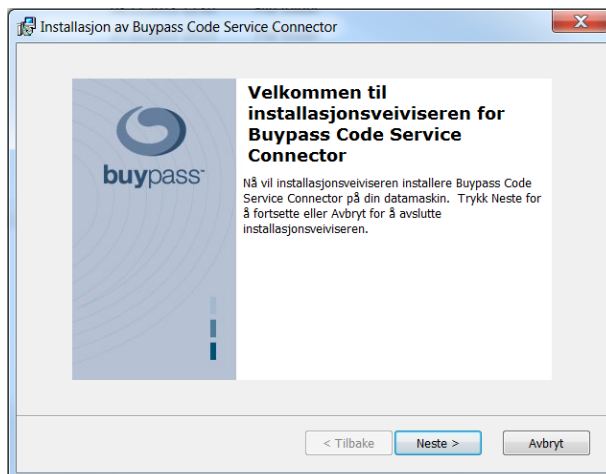 Installasjon av Buypass Code Service Connector
buypass
Velkommen til
installasjonsveiviseren for
Buypass Code Service
Connector
Nå vil installasjonsveiviseren installere Buypass Code
Service Connector på din datamaskin.  Trykk Neste for
å fortsette eller Avbryt for å avslutte
installasjonsveiviseren.
< Tilbake
Neste >
Avbryt